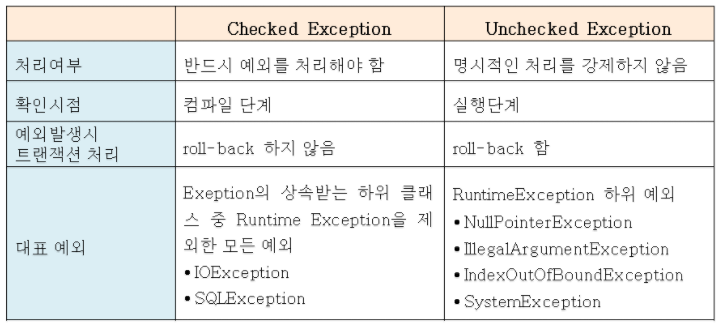 Checked Exception
Unchecked Exception
처리여부
반드시 예외를 처리해야 함
명시적인 처리를 강제하지 않음
확인시점
컴파일 단계
실행단계
예외발생시
트랜잭션 처리
roll-back 하지 않음
roll-back 함
대표 예외
Exeption의 상속받는 하위 클래
스 중 Runtime Exception을 제
외한 모든 예외
•IOException
•SQLException
RuntimeException 하위 예외
•NullPointerException
•IllegalArgumentException
•IndexOutOfBoundException
•SystemException